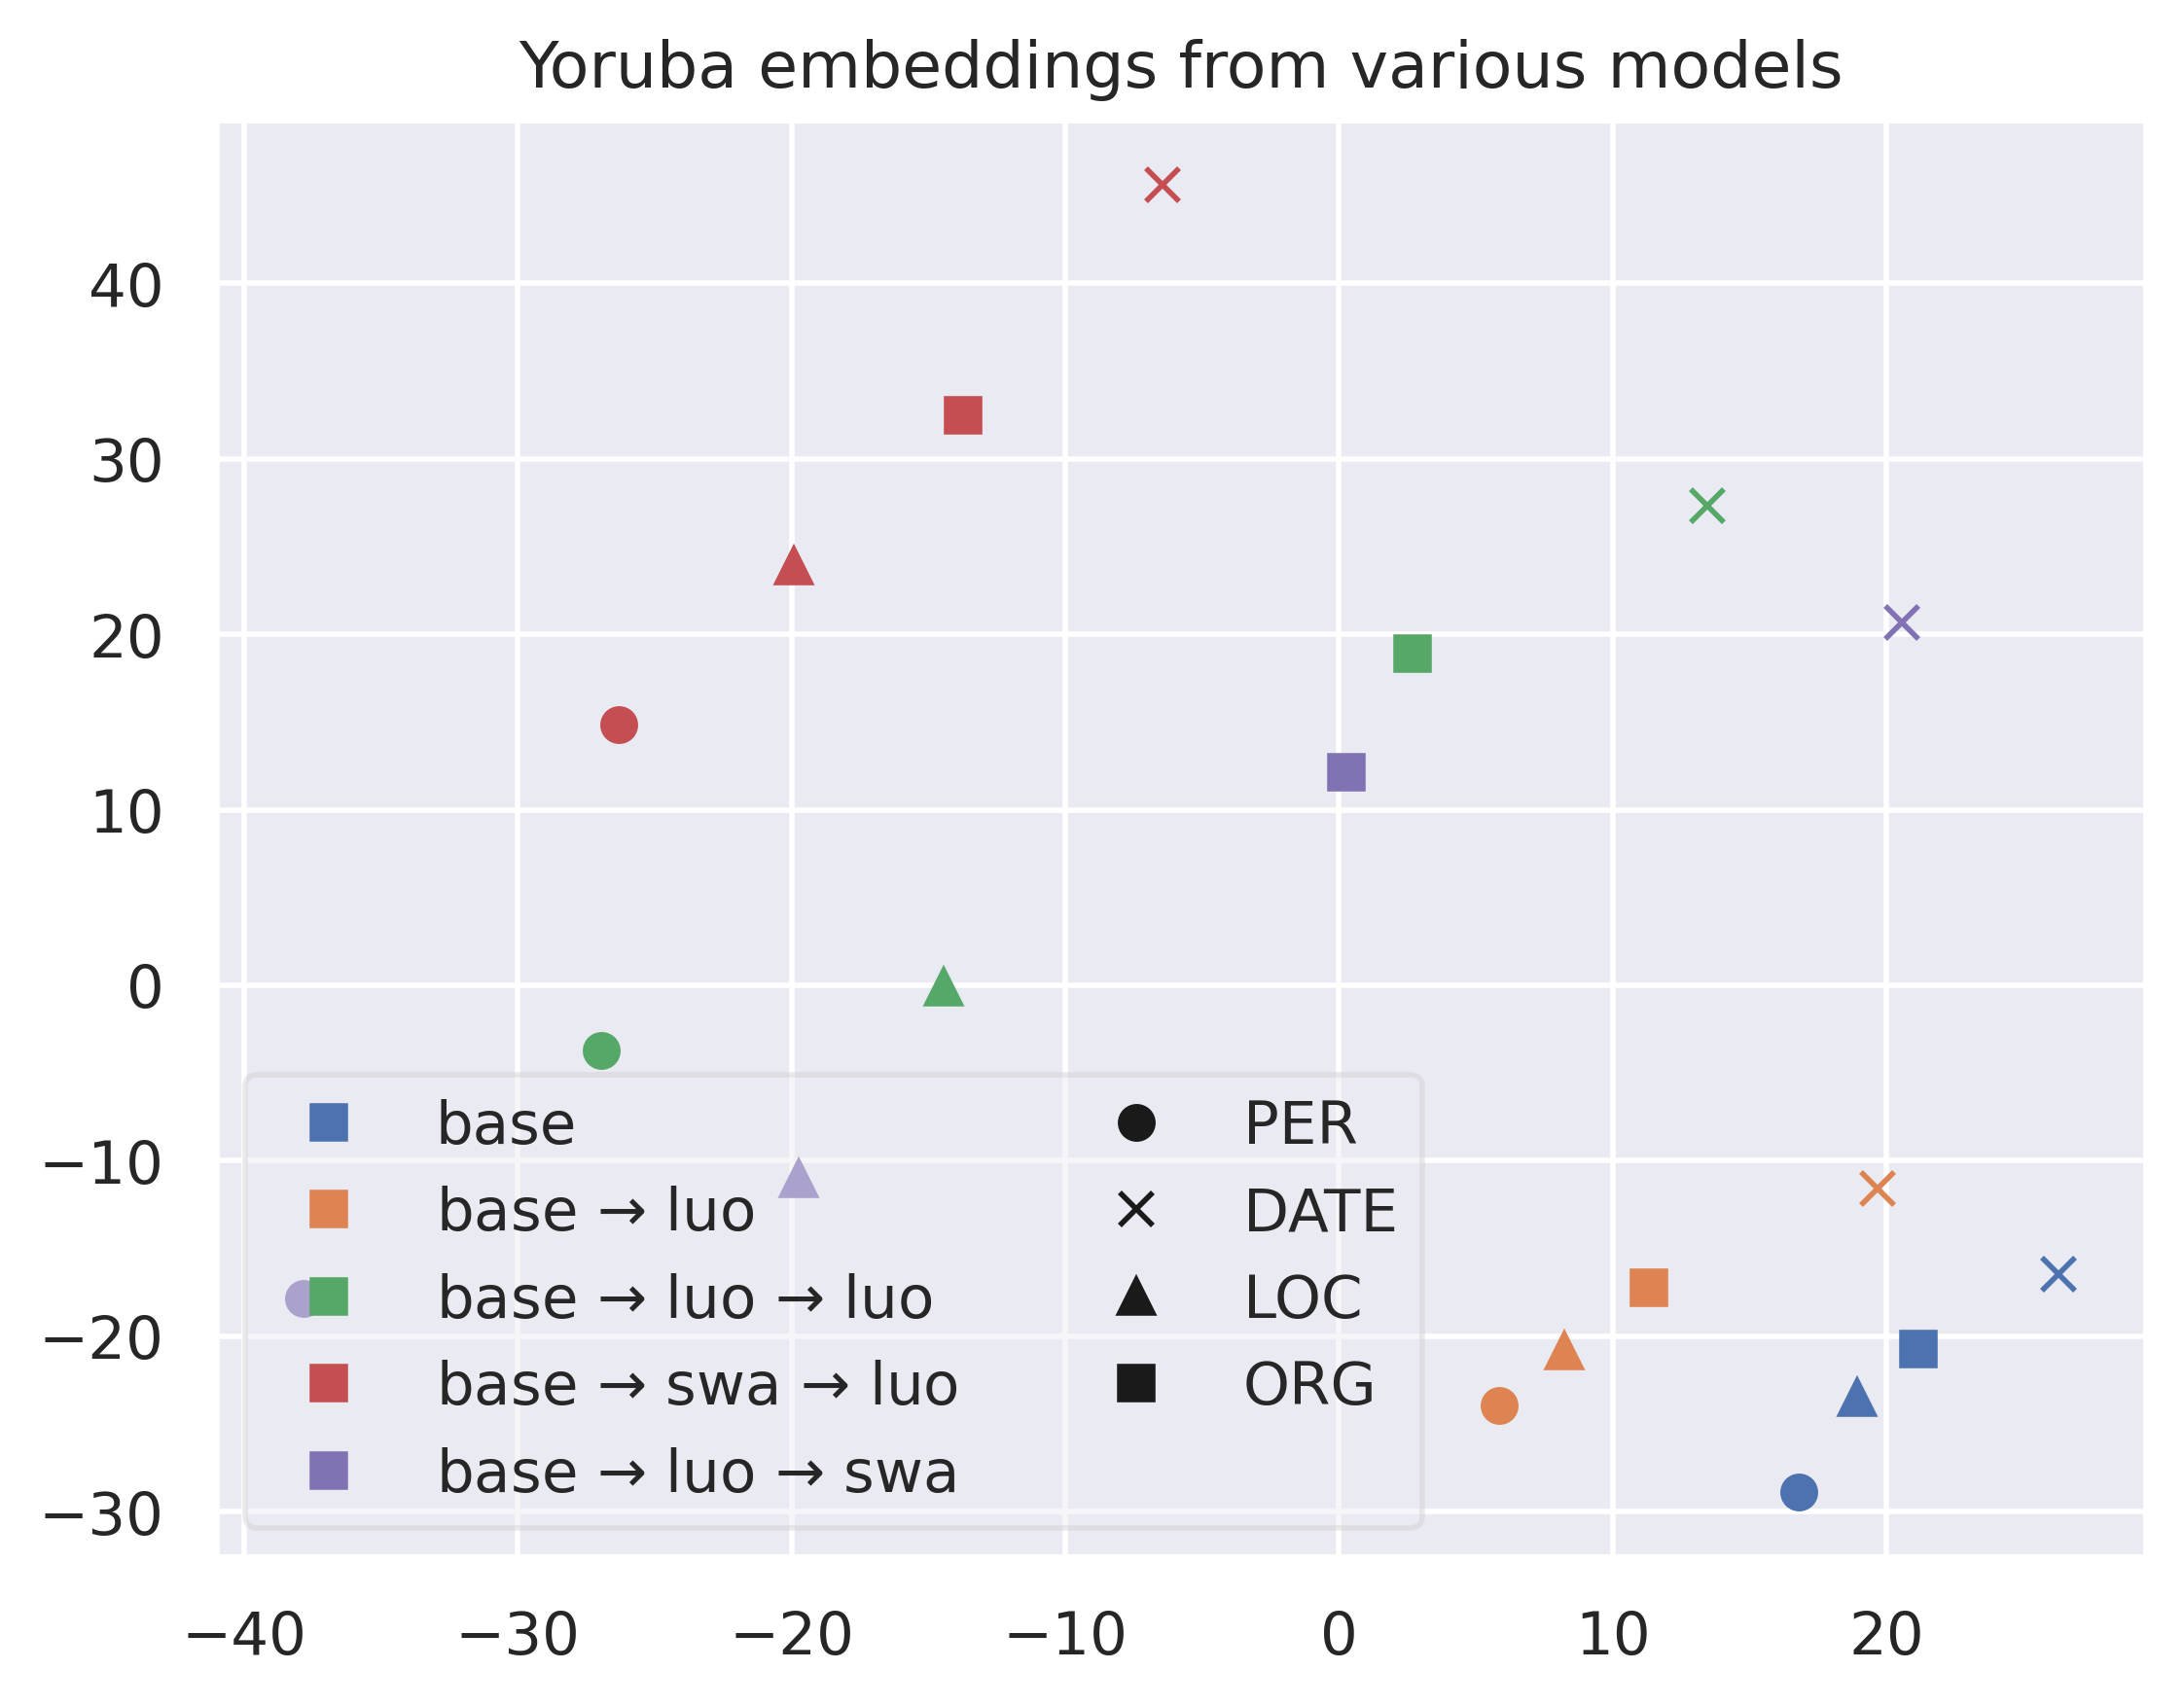 Yoruba embeddings from various models
40
30
20
10
0
−10
−20
−30
base
base → luo
base → luo → luo
base → swa → luo
base → luo → swa
PER
DATE
LOC
ORG
−40 −30 −20 −10 0 10 20